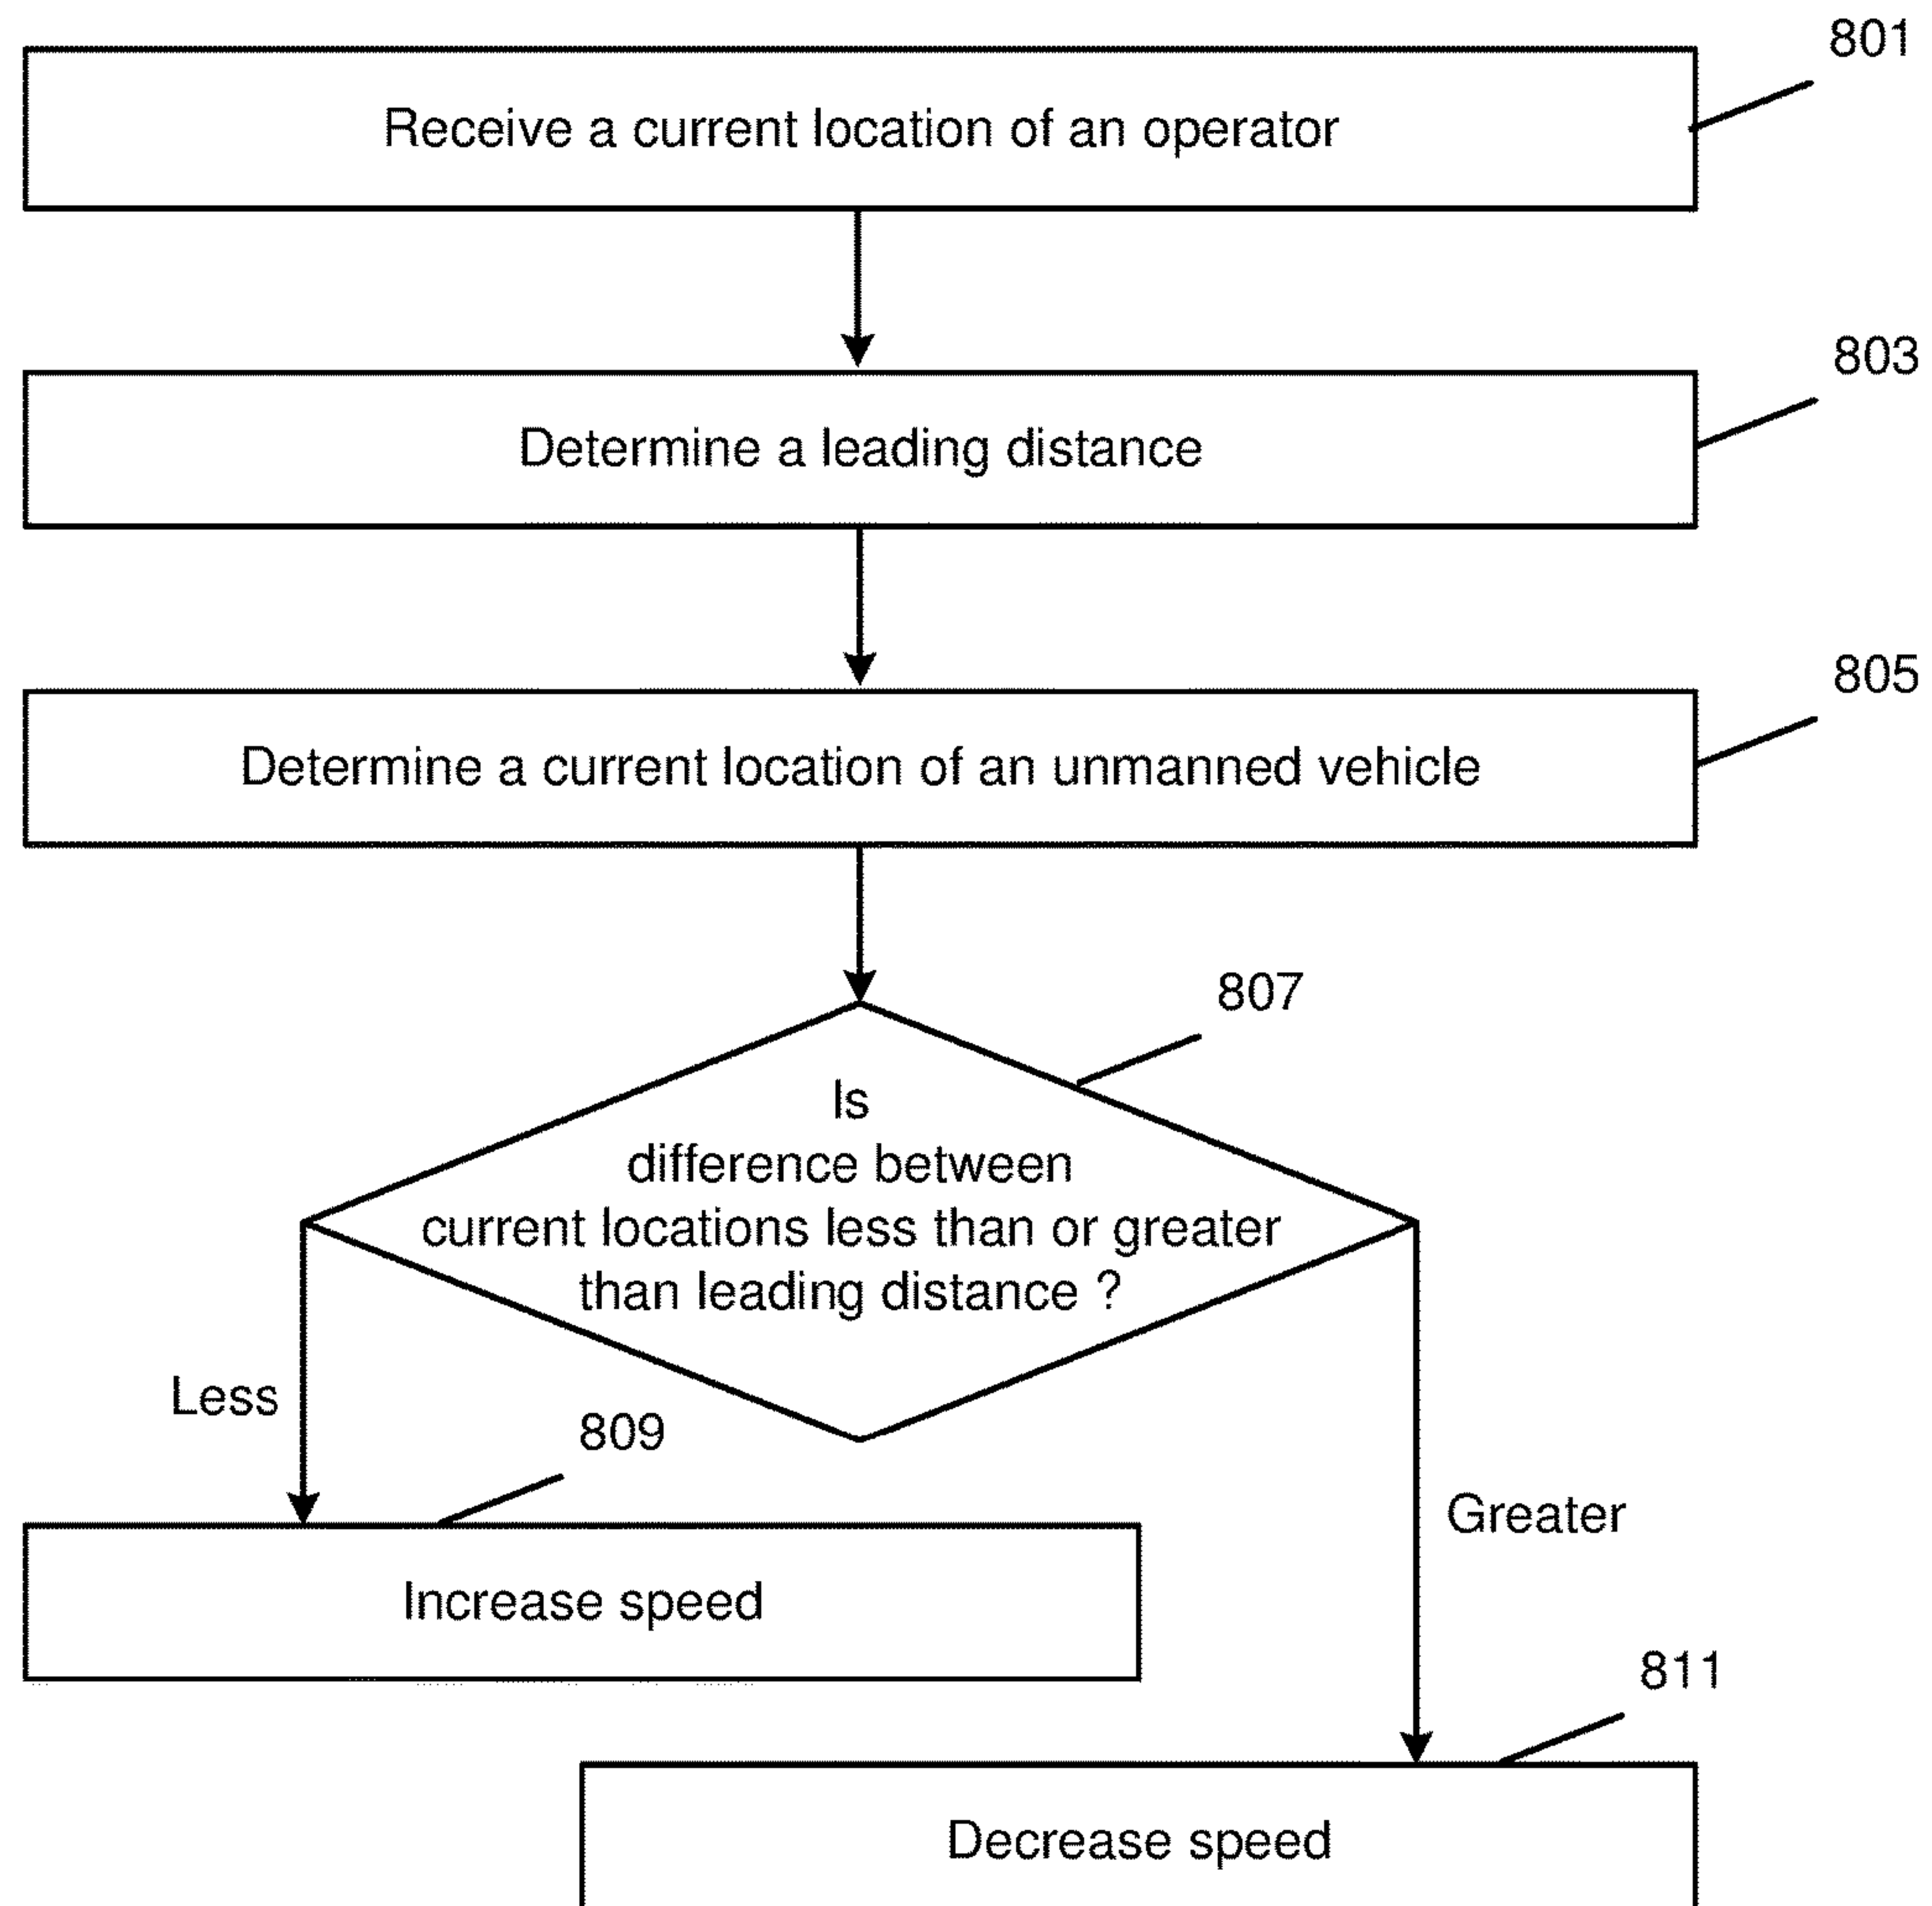 801
Receive a current location of an operator
803
Determine a leading distance
805
Determine a current location of an unmanned vehicle
807
Is
difference between
current locations less than or greater
than leading distance ?
Less
809
Greater
Increase speed
811
Decrease speed